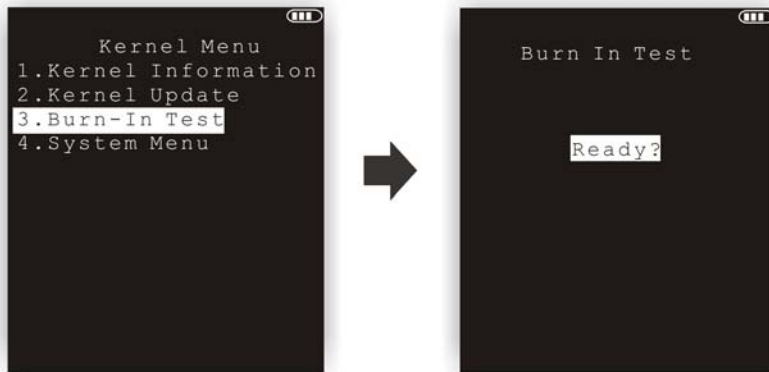 Kernel Menu
1.Kernel Information
2.Kernel Update
3.Burn-In Test
4.System Menu
Burn In Test
Ready?